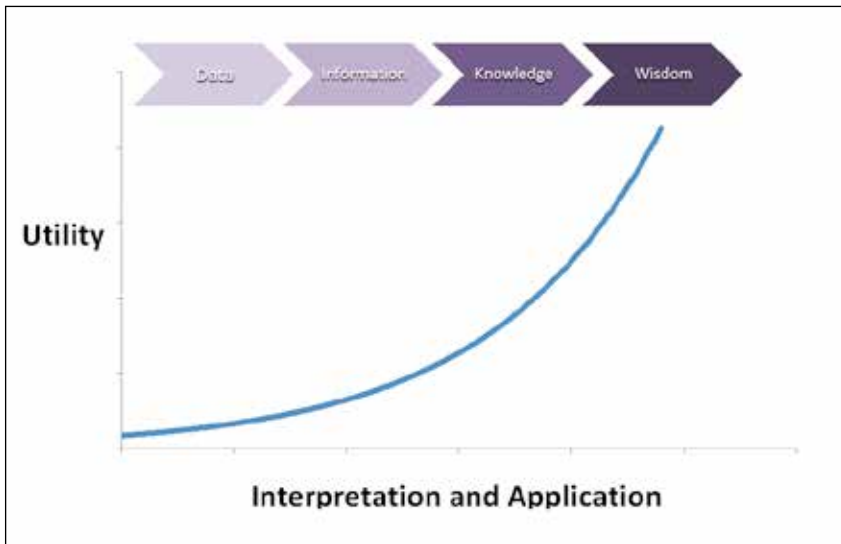 Data
Information
Knowledge
Wisdom
Utility
Interpretation and Application